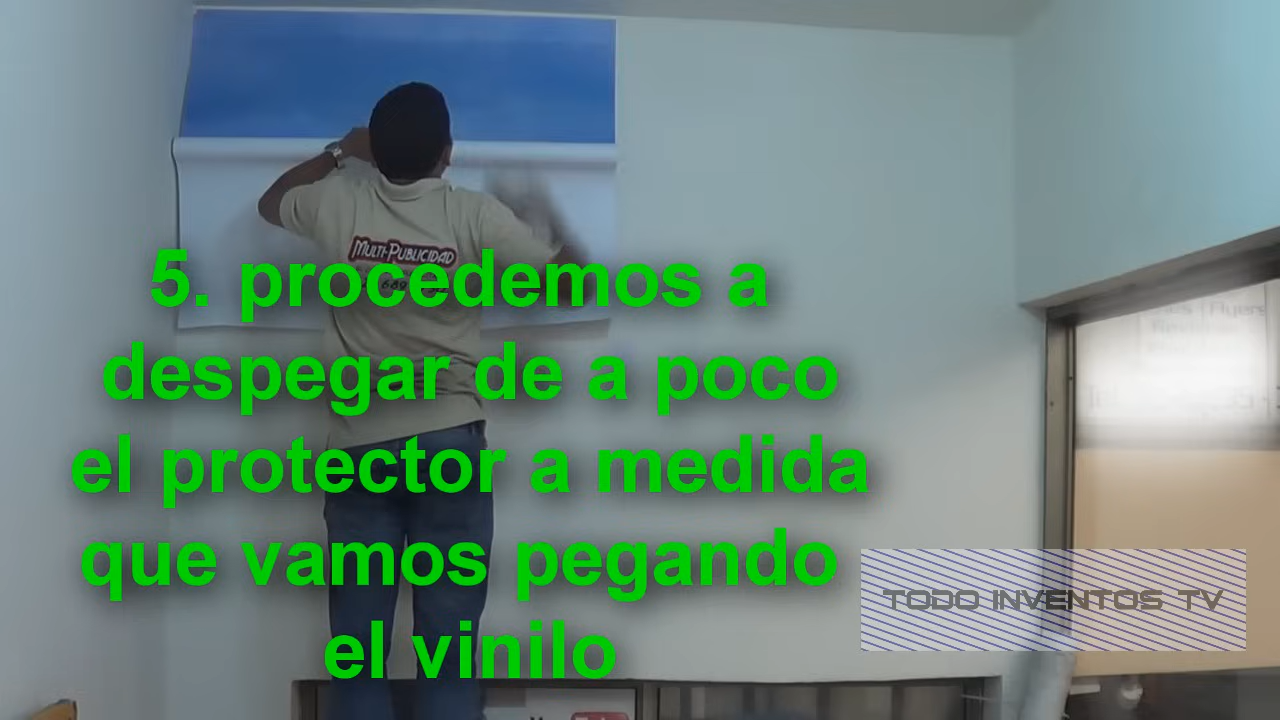 MULTI-PUBLICIDAD
5. procedemos a
despegar de a poco
el protector a medida
que vamos pegando
el vinilo
TODO INVENTOS TV